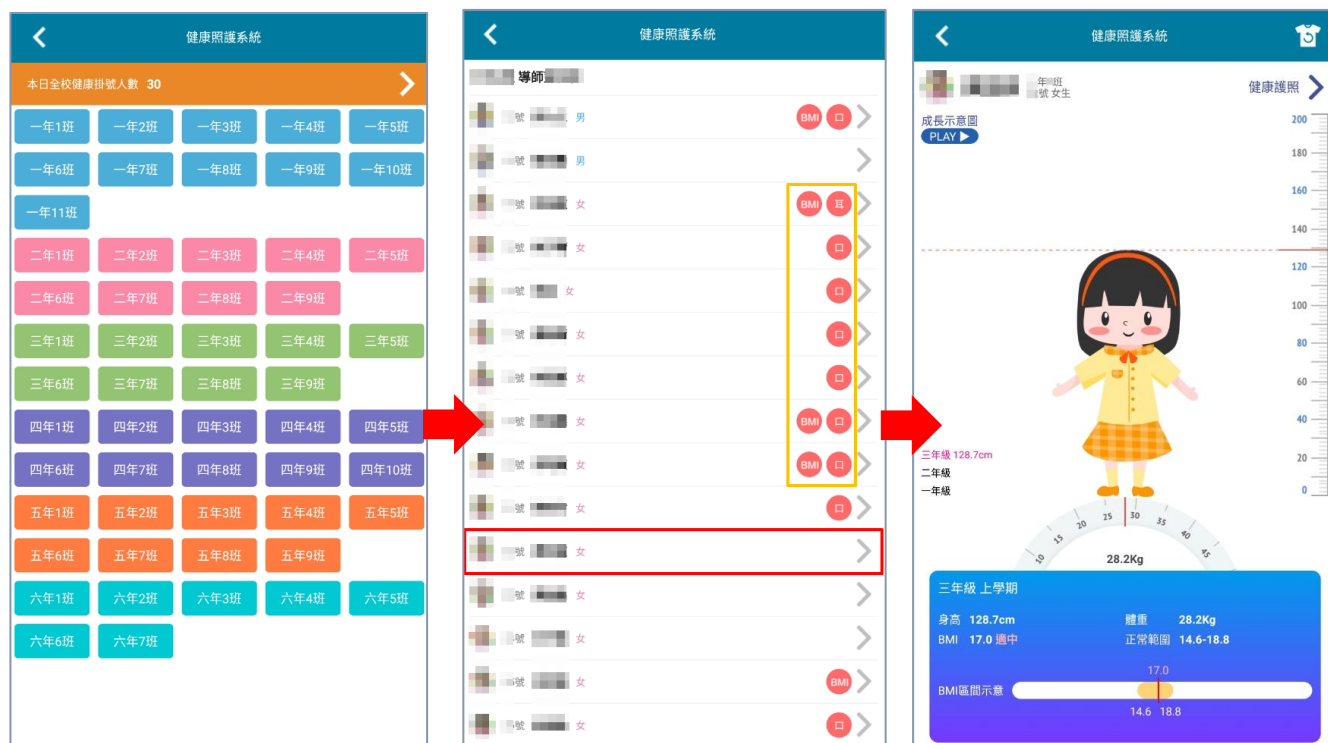 健康照護系統
本日全校健康掛號人數 30
一年1班 一年2班 一年3班 一年4班 一年5班
一年6班 一年7班 一年8班 一年9班 一年10班
一年11班
二年1班 二年2班 二年3班 二年4班 二年5班
二年6班 二年7班 二年8班 二年9班
三年1班 三年2班 三年3班 三年4班 三年5班
三年6班 三年7班 三年8班 三年9班
四年1班 四年2班 四年3班 四年4班 四年5班
四年6班 四年7班 四年8班 四年9班 四年10班
五年1班 五年2班 五年3班 五年4班 五年5班
五年6班 五年7班 五年8班 五年9班
六年1班 六年2班 六年3班 六年4班 六年5班
六年6班 六年7班
健康照護系統
導師
號 男 BMI 口
號 男
號 女 BMI 耳
號 女 口
號 女 口
號 女 口
號 女 口
號 女 BMI 口
號 女 BMI 口
號 女 口
號 女
號 女
號 女
號 女 BMI
號 女 口
健康照護系統
年 班
號 女生
健康護照
成長示意圖
PLAY
200
180
160
140
120
100
80
60
40
20
0
三年級 128.7cm
二年級
一年級
10 15 20 25 30 35 40 45
28.2Kg
三年級 上學期
身高 128.7cm 體重 28.2Kg
BMI 17.0 適中 正常範圍 14.6-18.8
17.0
BMI區間示意
14.6 18.8